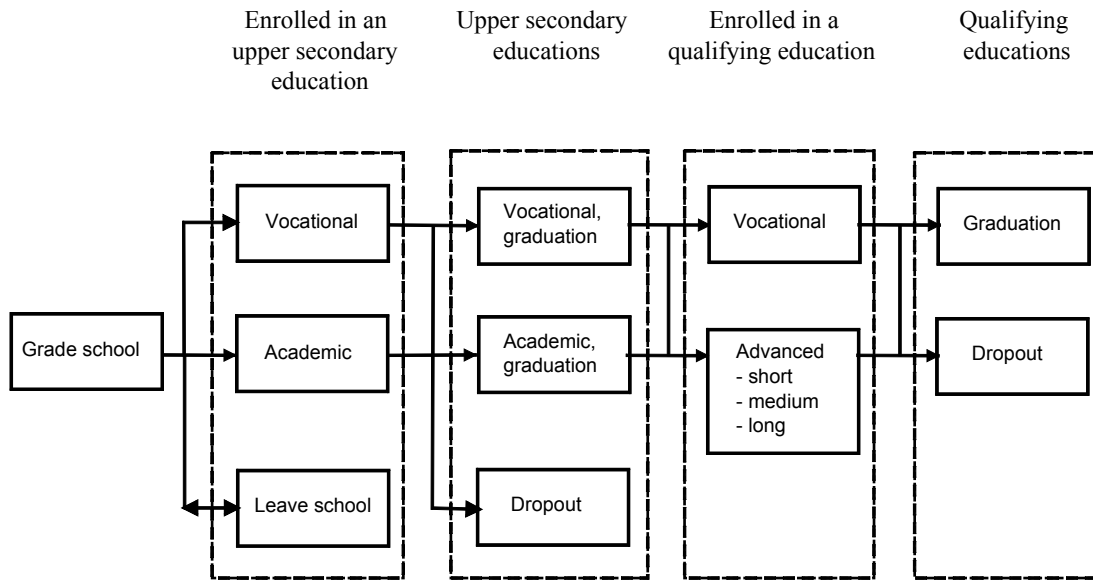 Enrolled in an
upper secondary
education
Upper secondary
educations
Enrolled in a
qualifying education
Qualifying
educations
Grade school
Vocational
Academic
Leave school
Vocational,
graduation
Academic,
graduation
Dropout
Vocational
Advanced
- short
- medium
- long
Graduation
Dropout